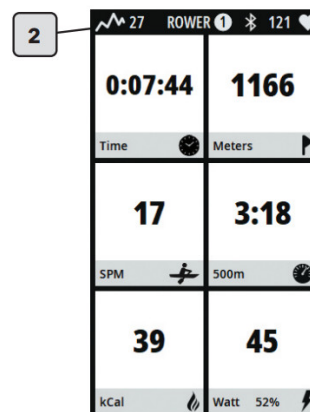 2
27 ROWER 1 121
0:07:44 1166
Time Meters
17 3:18
SPM 500m
39 45
kCal Watt 52%